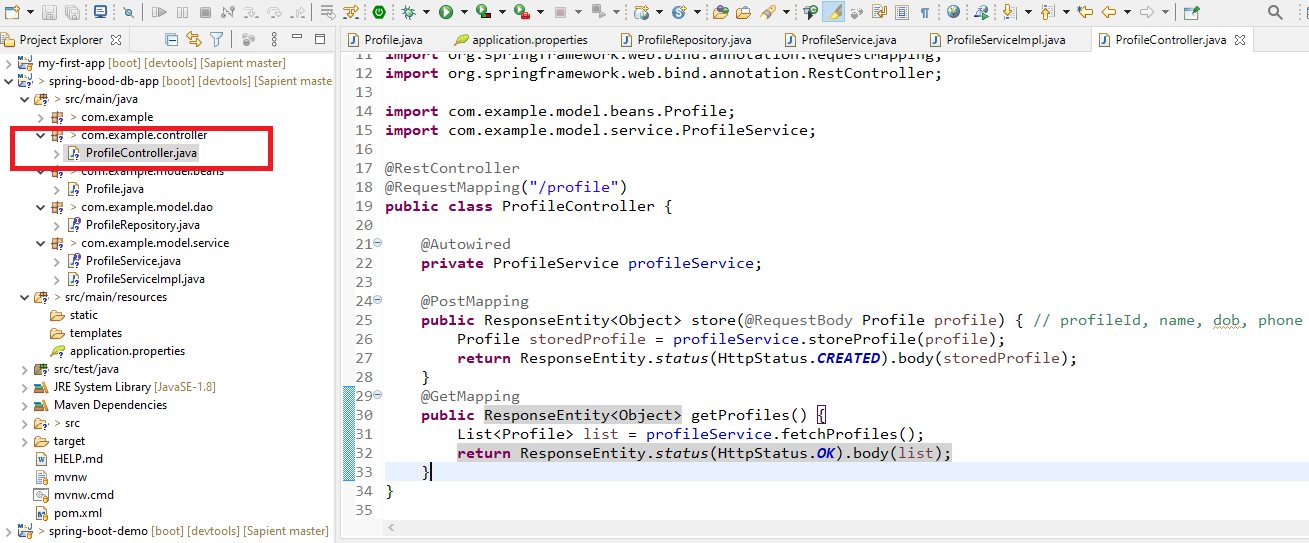 Project Explorer
my-first-app [boot] [devtools] [Sapient master]
> spring-bood-db-app [boot] [devtools] [Sapient maste
> src/main/java
> com.example
> com.example.controller
ProfileController.java
> com.example.model.beans
Profile.java
> com.example.model.dao
ProfileRepository.java
> com.example.model.service
ProfileService.java
ProfileServiceImpl.java
> src/main/resources
static
templates
application.properties
src/test/java
JRE System Library [JavaSE-1.8]
Maven Dependencies
> src
target
HELP.md
mvnw
mvnw.cmd
pom.xml
> spring-boot-demo [boot] [devtools] [Sapient master]
Profile.java application.properties ProfileRepository.java ProfileService.java ProfileServiceImpl.java ProfileController.java
11 import org.springframework.web.bind.annotation.RequestMapping;
12 import org.springframework.web.bind.annotation.RestController;
13
14 import com.example.model.beans.Profile;
15 import com.example.model.service.ProfileService;
16
17 @RestController
18 @RequestMapping("/profile")
19 public class ProfileController {
20
21 @Autowired
22 private ProfileService profileService;
23
24 @PostMapping
25 public ResponseEntity<Object> store(@RequestBody Profile profile) { // profileId, name, dob, phone
26 Profile storedProfile = profileService.storeProfile(profile);
27 return ResponseEntity.status(HttpStatus.CREATED).body(storedProfile);
28 }
29 @GetMapping
30 public ResponseEntity<Object> getProfiles() {
31 List<Profile> list = profileService.fetchProfiles();
32 return ResponseEntity.status(HttpStatus.OK).body(list);
33 }
34 }
35